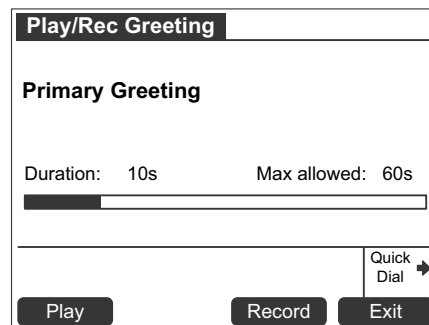 Play/Rec Greeting
Primary Greeting
Duration: 10s Max allowed: 60s
Quick
Dial
Play Record Exit